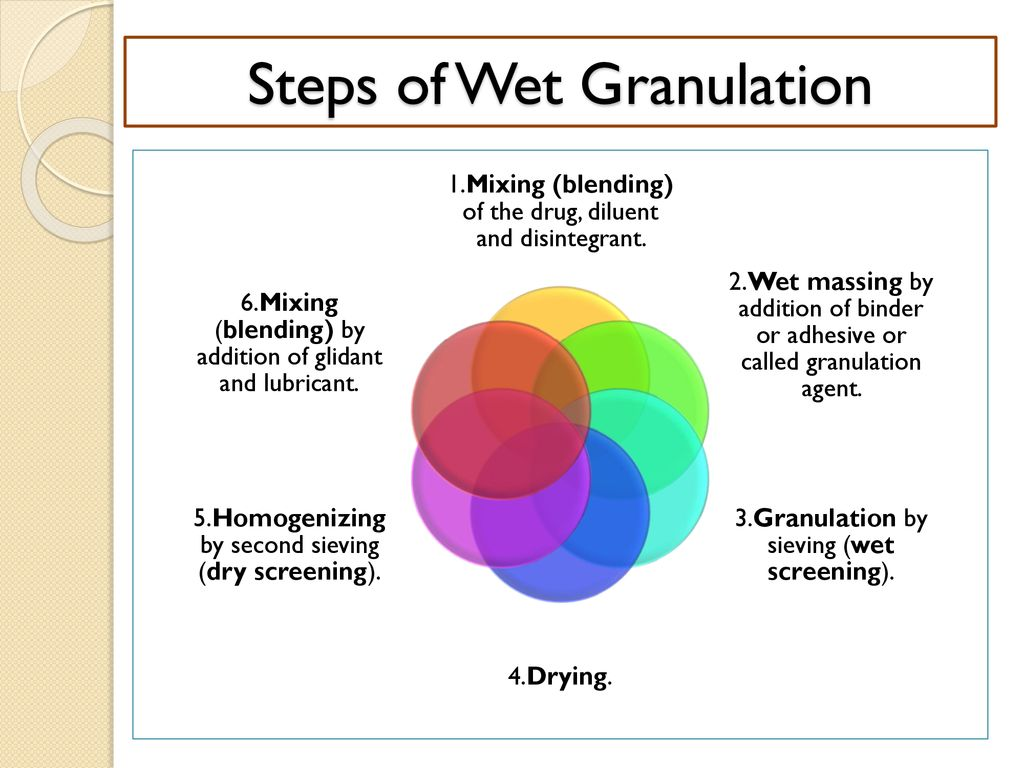 Steps of Wet Granulation
1.Mixing (blending)
of the drug, diluent
and disintegrant.
2.Wet massing by
addition of binder
or adhesive or
called granulation
agent.
3.Granulation by
sieving (wet
screening).
4.Drying.
5.Homogenizing
by second sieving
(dry screening).
6.Mixing
(blending) by
addition of glidant
and lubricant.